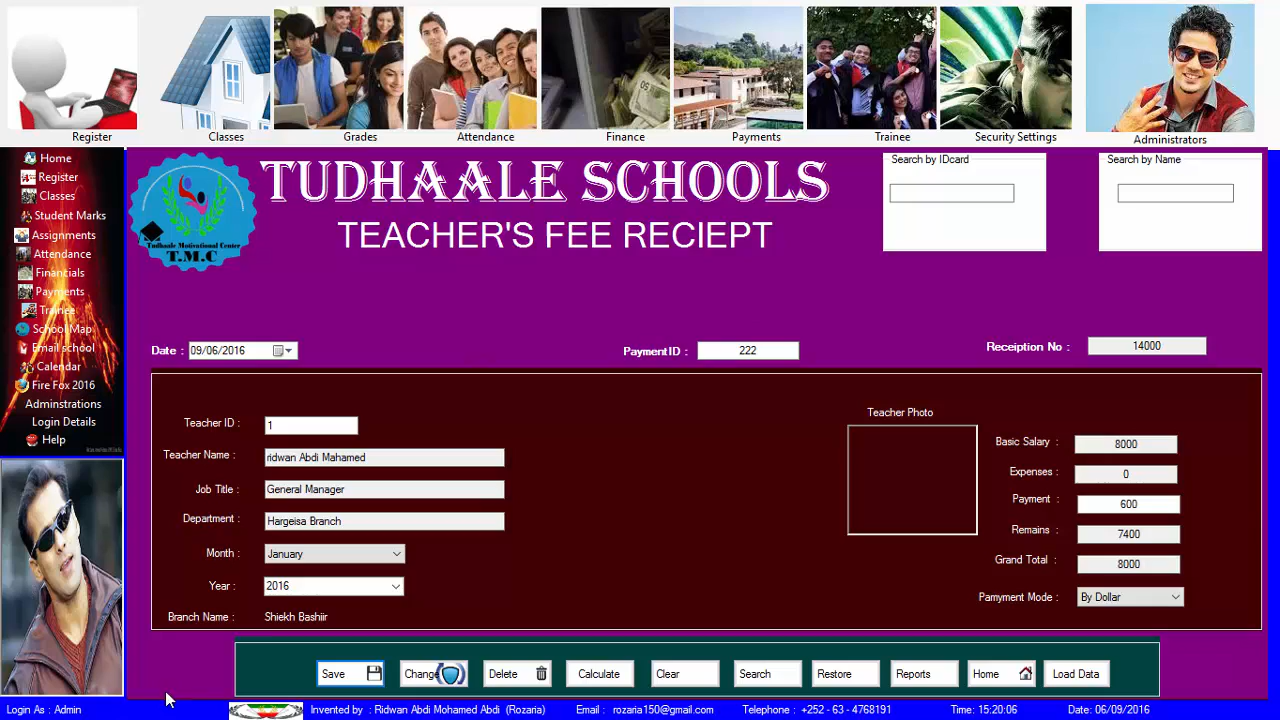 Register
Classes
Grades
Attendance
Finance
Payments
Trainee
Security Settings
Administrators
Home
Register
Classes
Student Marks
Assignments
Attendance
Financials
Payments
Trainee
School Map
Email school
Calendar
Fire Fox 2016
Adminstrations
Login Details
Help
Tudhaale Motivational Center
T.M.C
TUDHAALE SCHOOLS
TEACHER'S FEE RECIEPT
Search by IDcard
Search by Name
Date : 09/06/2016
PaymentID : 222
Receiption No : 14000
Teacher ID : 1
Teacher Name : ridwan Abdi Mahamed
Job Title : General Manager
Department : Hargeisa Branch
Month : January
Year : 2016
Branch Name : Shiekh Bashiir
Teacher Photo
Basic Salary : 8000
Expenses : 0
Payment : 600
Remains : 7400
Grand Total : 8000
Pamyment Mode : By Dollar
Save
Change
Delete
Calculate
Clear
Search
Restore
Reports
Home
Load Data
Login As : Admin
Invented by : Ridwan Abdi Mohamed Abdi (Rozaria)
Email : rozaria150@gmail.com
Telephone : +252 - 63 - 4768191
Time: 15:20:06
Date: 06/09/2016